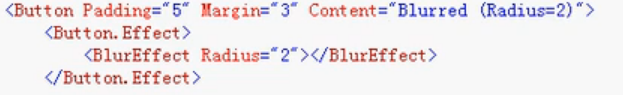 <Button Padding="5" Margin="3" Content="Blurred (Radius=2)">
<Button.Effect>
<BlurEffect Radius="2"></BlurEffect>
</Button.Effect>